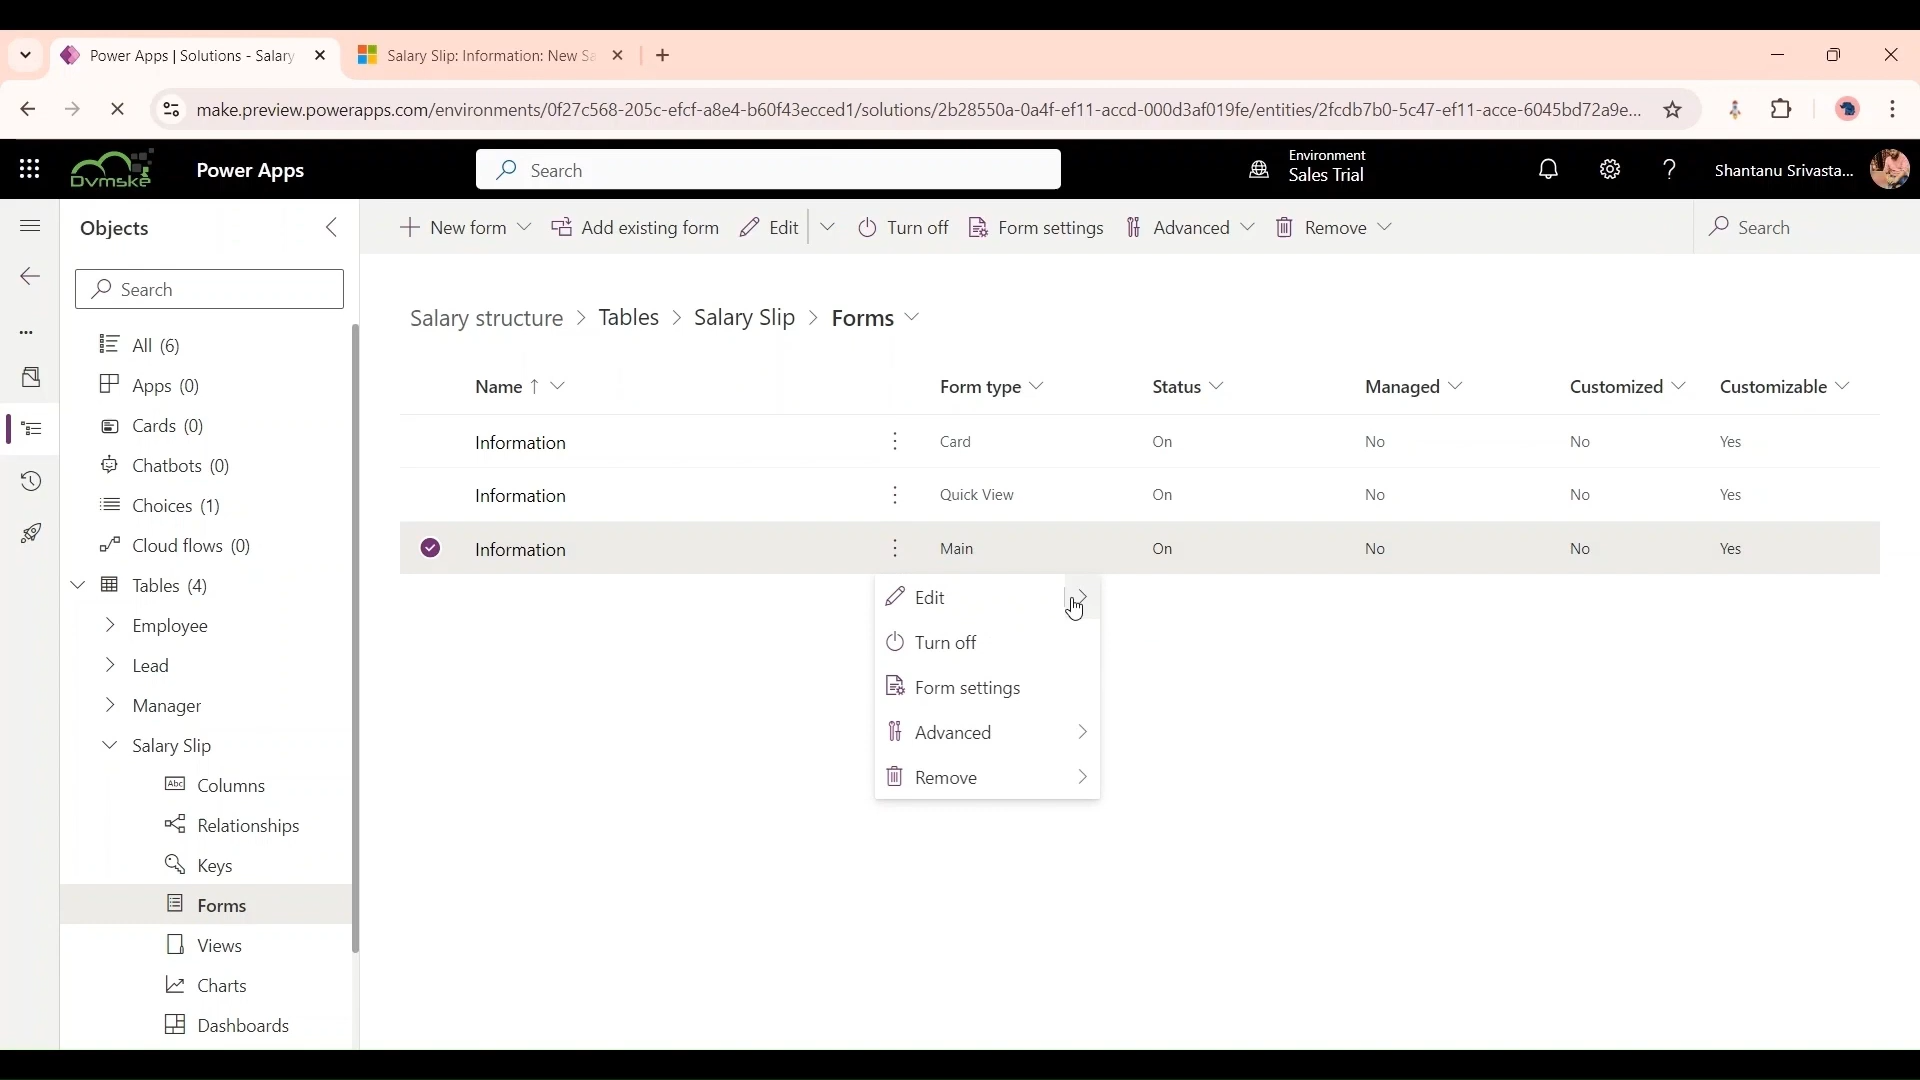 Power Apps | Solutions - Salary
Salary Slip: Information: New Sa
make.preview.powerapps.com/environments/0f27c568-205c-efcf-a8e4-b60f43ecced1/solutions/2b28550a-0a4f-ef11-accd-000d3af019fe/entities/2fcdb7b0-5c47-ef11-acce-6045bd72a9e...
Dvmske
Power Apps
Search
Environment
Sales Trial
Shantanu Srivasta...
Objects
New form
Add existing form
Edit
Turn off
Form settings
Advanced
Remove
Search
Search
Salary structure > Tables > Salary Slip > Forms
All (6)
Apps (0)
Cards (0)
Chatbots (0)
Choices (1)
Cloud flows (0)
Tables (4)
Employee
Lead
Manager
Salary Slip
Abc Columns
Relationships
Keys
Forms
Views
Charts
Dashboards
Name ↑ Form type Status Managed Customized Customizable
Information Card On No No Yes
Information Quick View On No No Yes
Information Main On No No Yes
Edit
Turn off
Form settings
Advanced
Remove